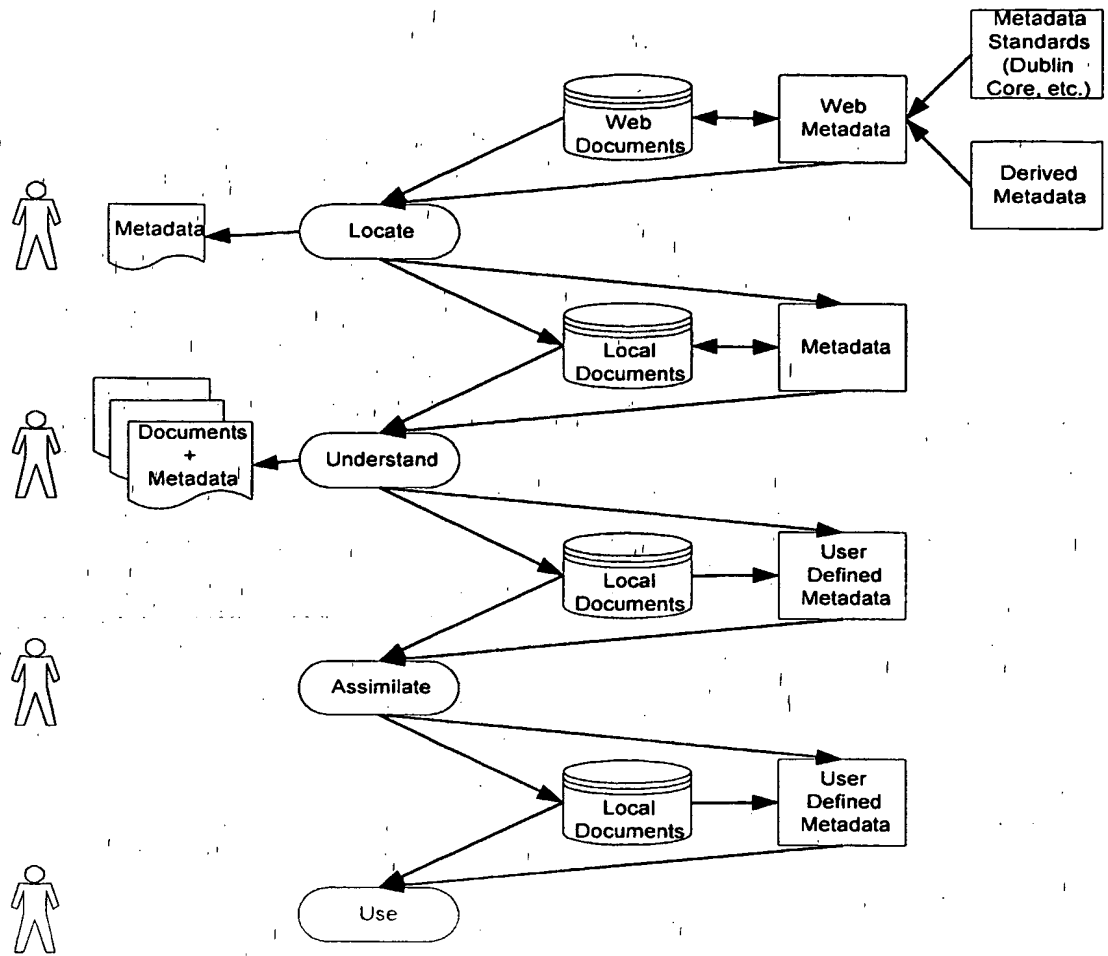 Metadata
Standards
(Dublin
Core, etc.)
Web
Documents
Web
Metadata
Derived
Metadata
Metadata
Locate
Local
Documents
Metadata
Documents
+
Metadata
Understand
Local
Documents
User
Defined
Metadata
Assimilate
Local
Documents
User
Defined
Metadata
Use